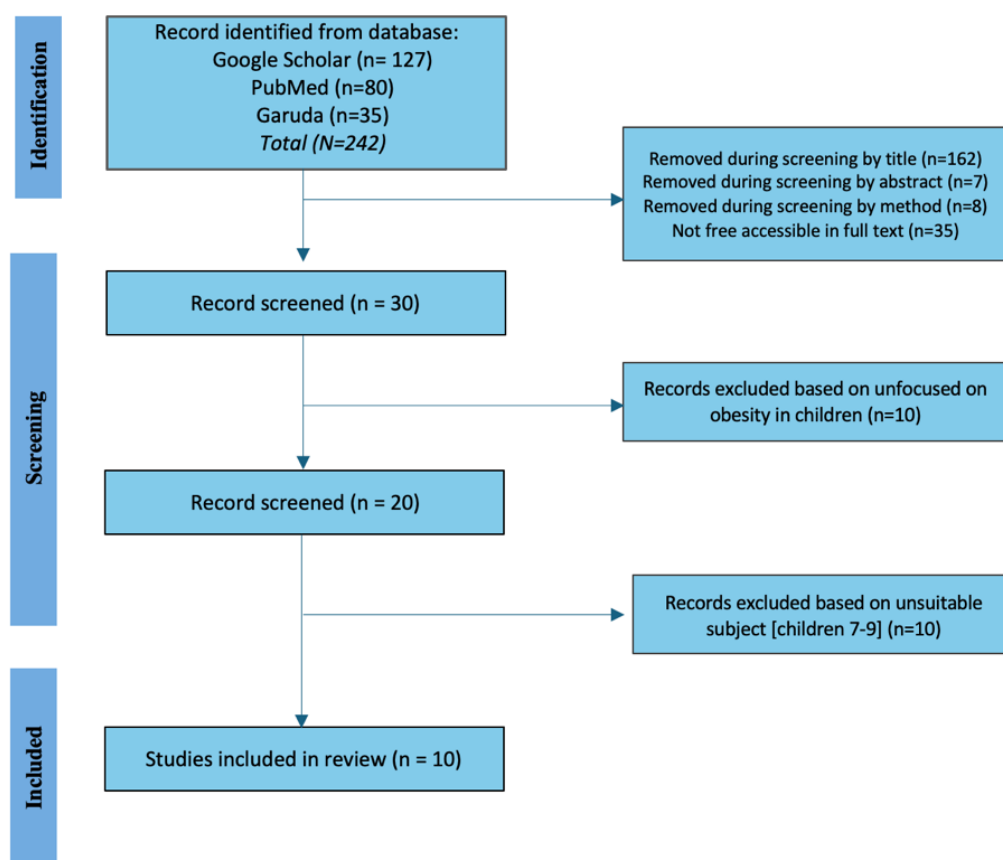 Identification
Record identified from database:
Google Scholar (n= 127)
PubMed (n=80)
Garuda (n=35)
Total (N=242)
Removed during screening by title (n=162)
Removed during screening by abstract (n=7)
Removed during screening by method (n=8)
Not free accessible in full text (n=35)
Screening
Record screened (n = 30)
Records excluded based on unfocused on
obesity in children (n=10)
Record screened (n = 20)
Records excluded based on unsuitable
subject [children 7-9] (n=10)
Included
Studies included in review (n = 10)